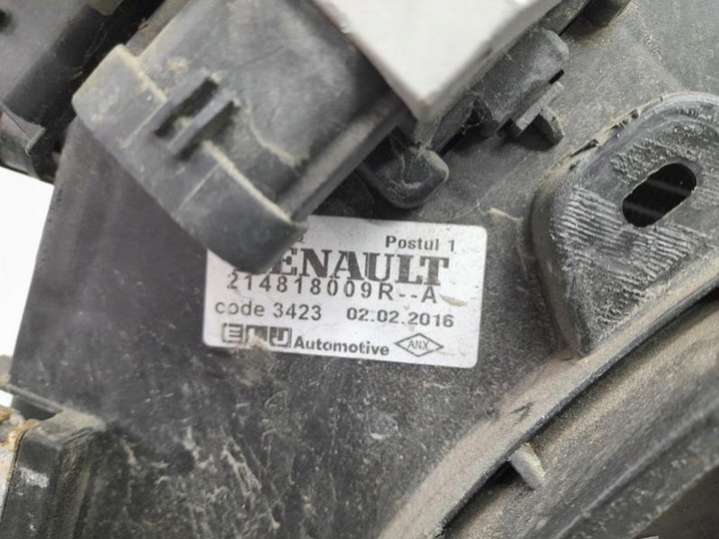 Postul 1
RENAULT
214818009R--A
code 3423 02.02.2016
Automotive ANX